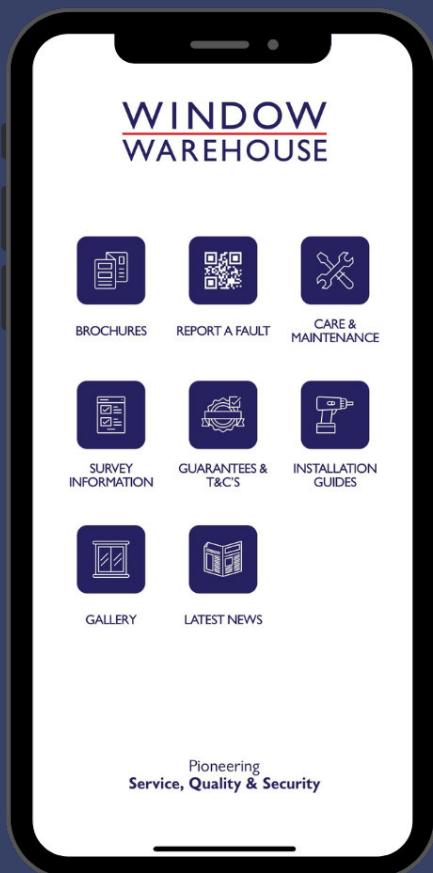 WINDOW
WAREHOUSE
BROCHURES
REPORT A FAULT
CARE &
MAINTENANCE
SURVEY
INFORMATION
GUARANTEES &
T&C'S
INSTALLATION
GUIDES
GALLERY
LATEST NEWS
Pioneering
Service, Quality & Security